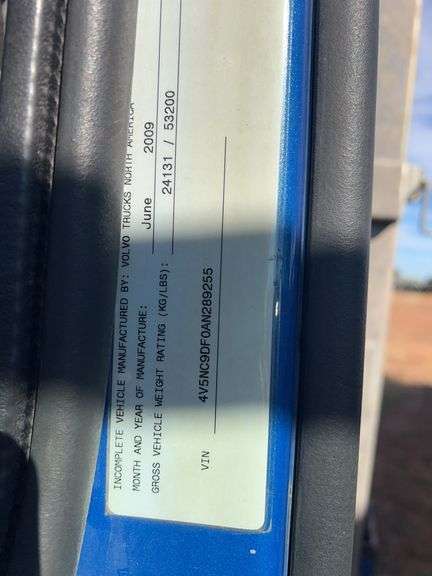 INCOMPLETE VEHICLE MANUFACTURED BY: VOLVO TRUCKS NORTH AMERICA
MONTH AND YEAR OF MANUFACTURE: June 2009
GROSS VEHICLE WEIGHT RATING (KG/LBS): 24131 / 53200
VIN 4V5NC9DF0AN289255